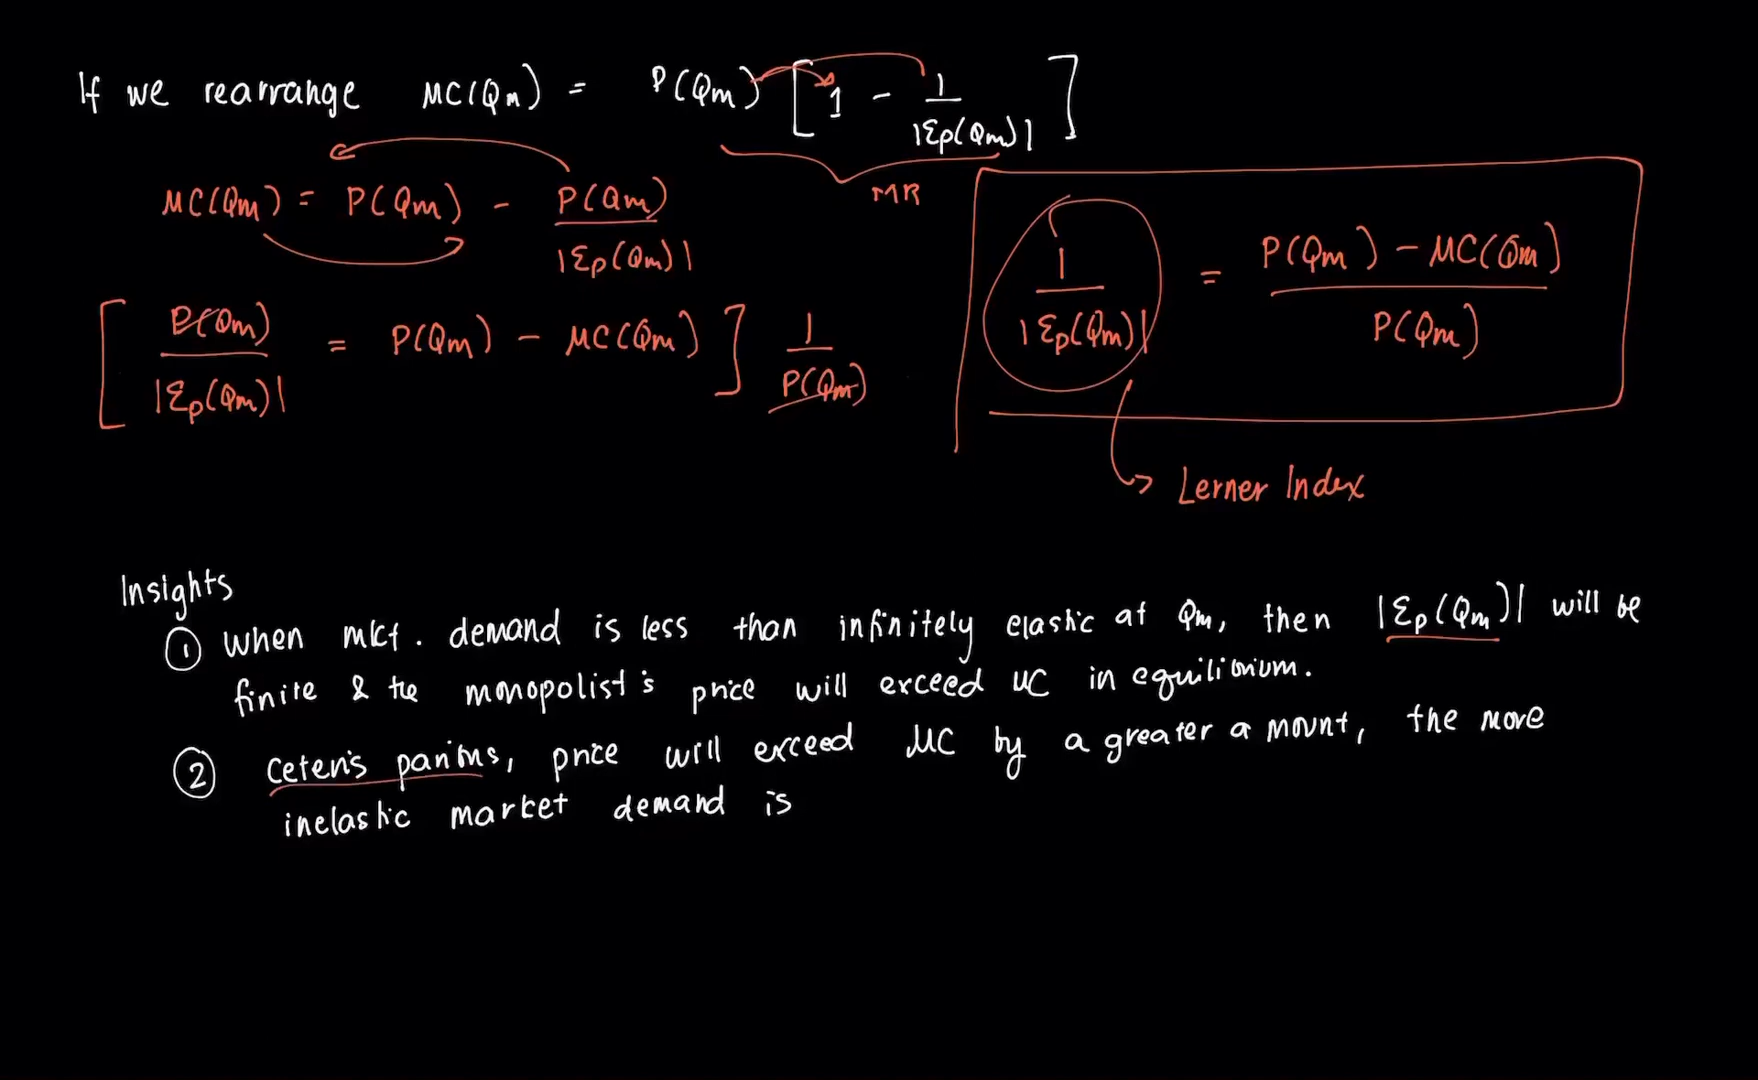 If we rearrange MC(Qm) = P(Qm) [1 - 1/|Ep(Qm)|]
MR
MC(Qm) = P(Qm) - P(Qm)/|Ep(Qm)|
[P(Qm)/|Ep(Qm)| = P(Qm) - MC(Qm)] 1/P(Qm)
1/|Ep(Qm)| = P(Qm) - MC(Qm)/P(Qm)
Lerner Index
Insights
① When mkt. demand is less than infinitely elastic at Qm, then |Ep(Qm)| will be
finite & the monopolist's price will exceed MC in equilibrium.
② Ceteris paribus, price will exceed MC by a greater amount, the more
inelastic market demand is